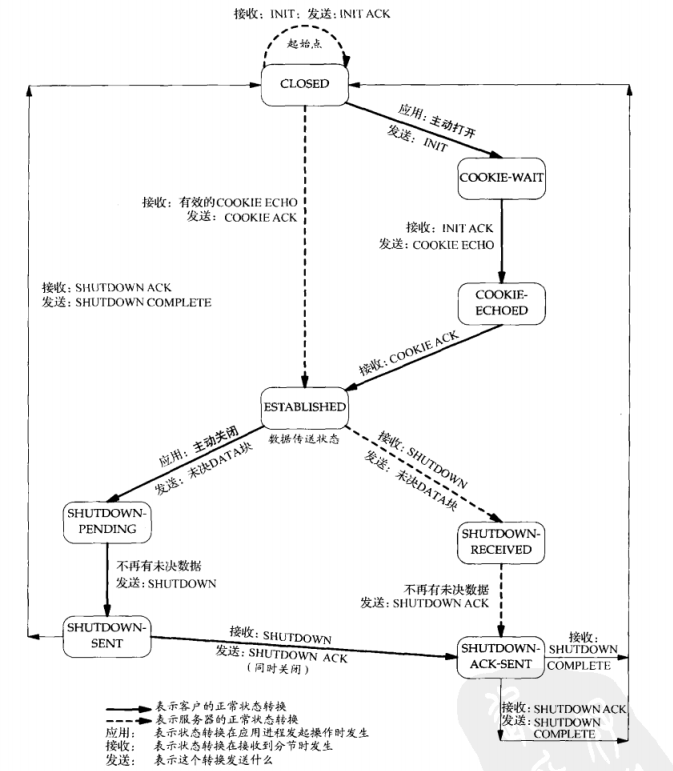 接收：INIT；发送：INIT ACK
起始点
CLOSED
应用：主动打开
发送：INIT
COOKIE-WAIT
接收：有效的COOKIE ECHO
发送：COOKIE ACK
接收：INIT ACK
发送：COOKIE ECHO
接收：SHUTDOWN ACK
发送：SHUTDOWN COMPLETE
COOKIE-
ECHOED
接收：COOKIE ACK
ESTABLISHED
数据传送状态
应用：主动关闭
发送：未决DATA块
接收：SHUTDOWN
发送：未决DATA块
SHUTDOWN-
PENDING
SHUTDOWN-
RECEIVED
不再有未决数据
发送：SHUTDOWN
不再有未决数据
发送：SHUTDOWN ACK
SHUTDOWN-
SENT
接收：SHUTDOWN
发送：SHUTDOWN ACK
（同时关闭）
SHUTDOWN-
ACK-SENT
接收：
SHUTDOWN
COMPLETE
接收：SHUTDOWN ACK
发送：SHUTDOWN
COMPLETE
表示客户的正常状态转换
表示服务器的正常状态转换
应用： 表示状态转换在应用进程发起操作时发生
接收： 表示状态转换在接收到分节时发生
发送： 表示这个转换发送什么